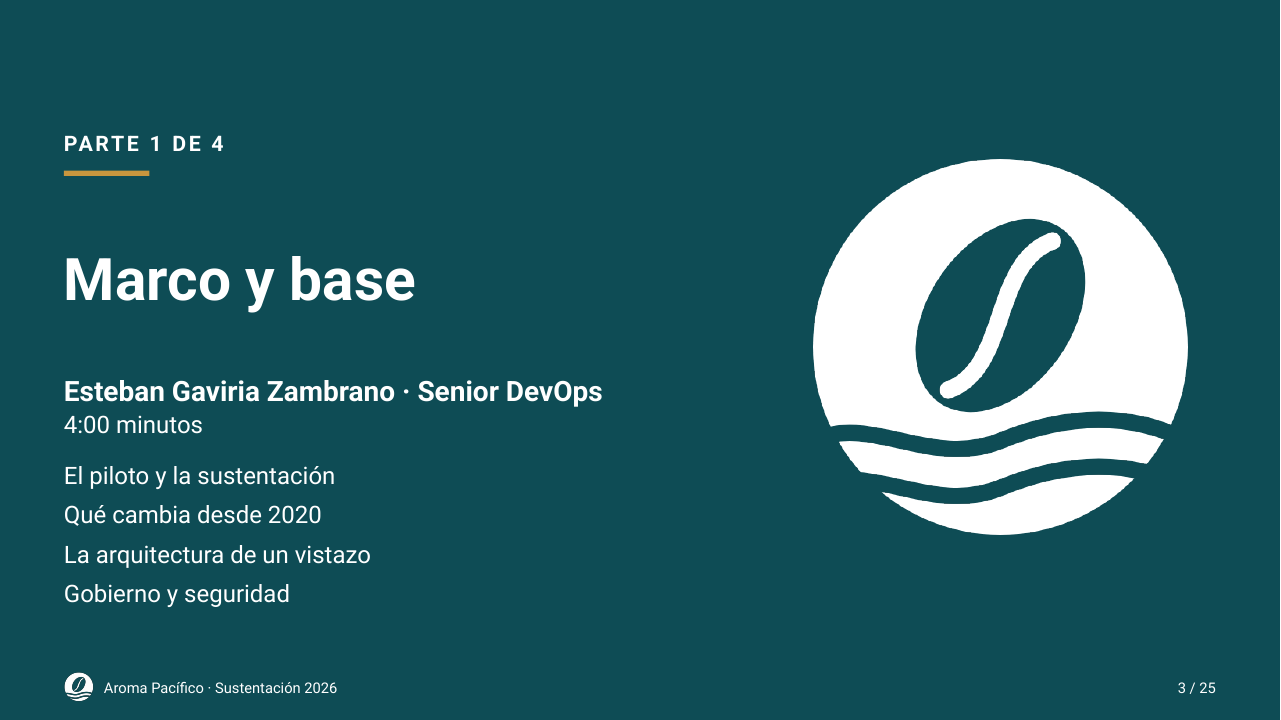 PARTE 1 DE 4
Marco y base
Esteban Gaviria Zambrano · Senior DevOps
4:00 minutos
El piloto y la sustentación
Qué cambia desde 2020
La arquitectura de un vistazo
Gobierno y seguridad
Aroma Pacífico · Sustentación 2026
3 / 25